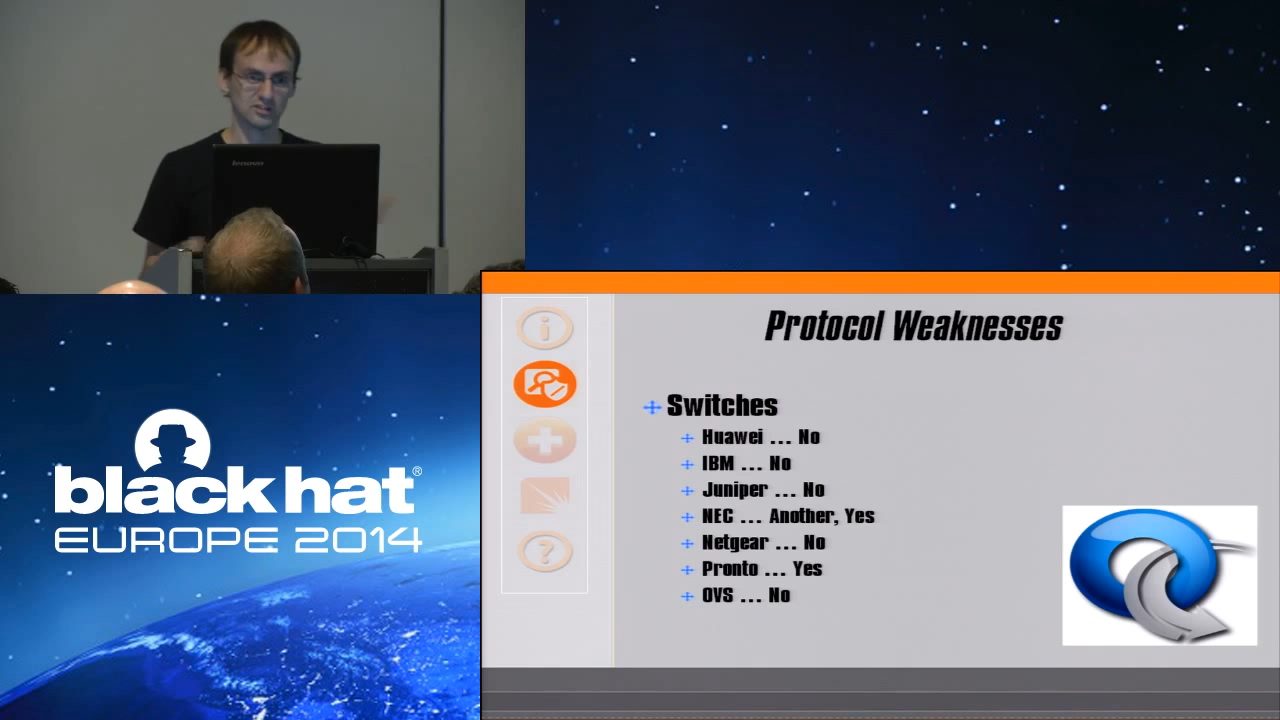 lenovo
Protocol Weaknesses
Switches
Huawei ... No
IBM ... No
Juniper ... No
NEC ... Another, Yes
Netgear ... No
Pronto ... Yes
OVS ... No
black hat®
EUROPE 2014